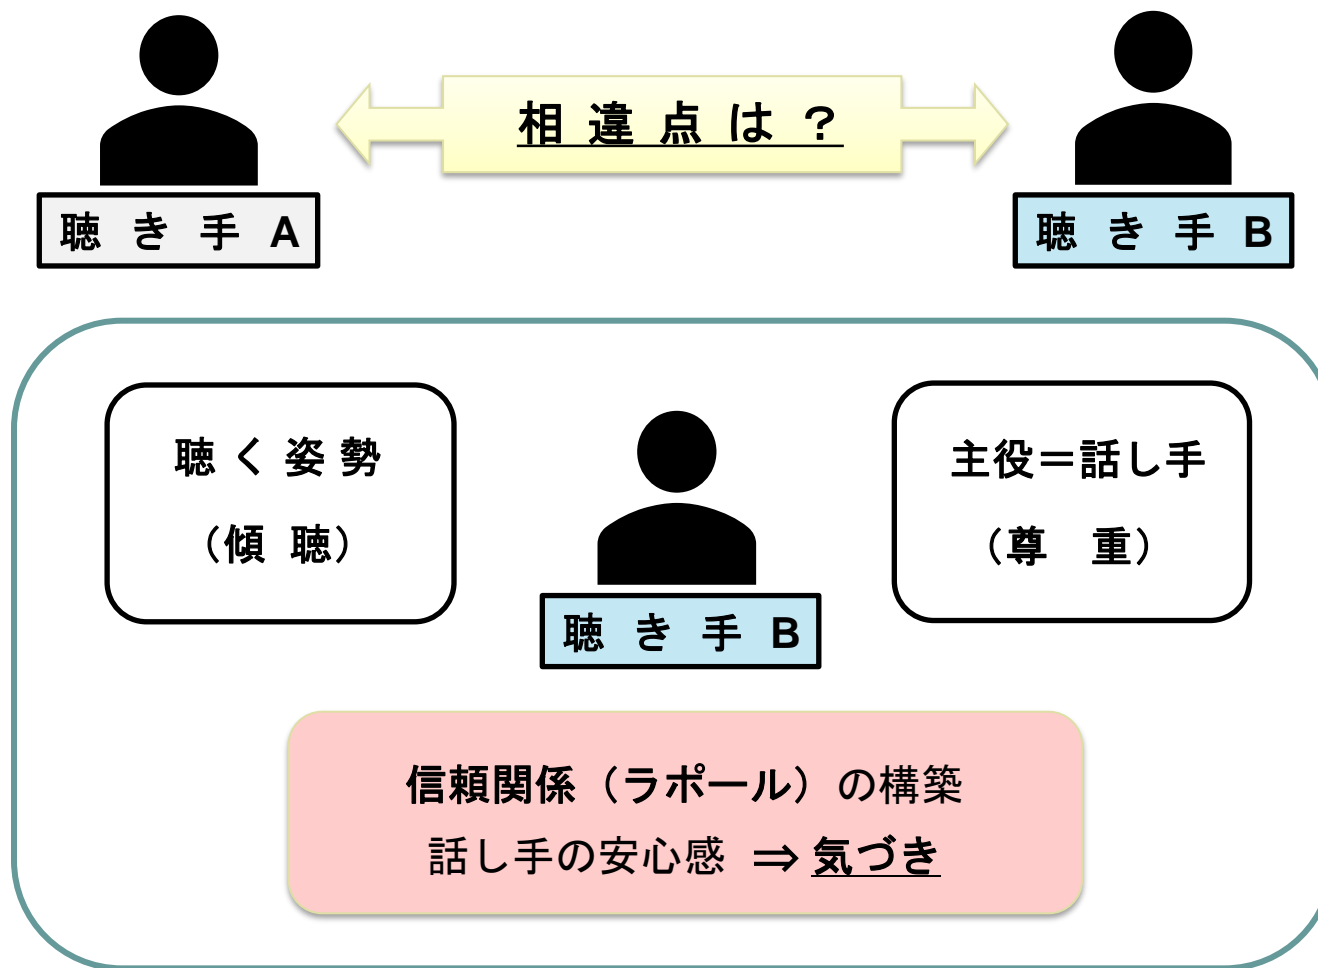 相 違 点 は ？
聴 き 手 A
聴 き 手 B
聴 く 姿 勢
（傾 聴）
主役＝話し手
（尊　重）
聴 き 手 B
信頼関係（ラポール）の構築
話し手の安心感 ⇒ 気づき